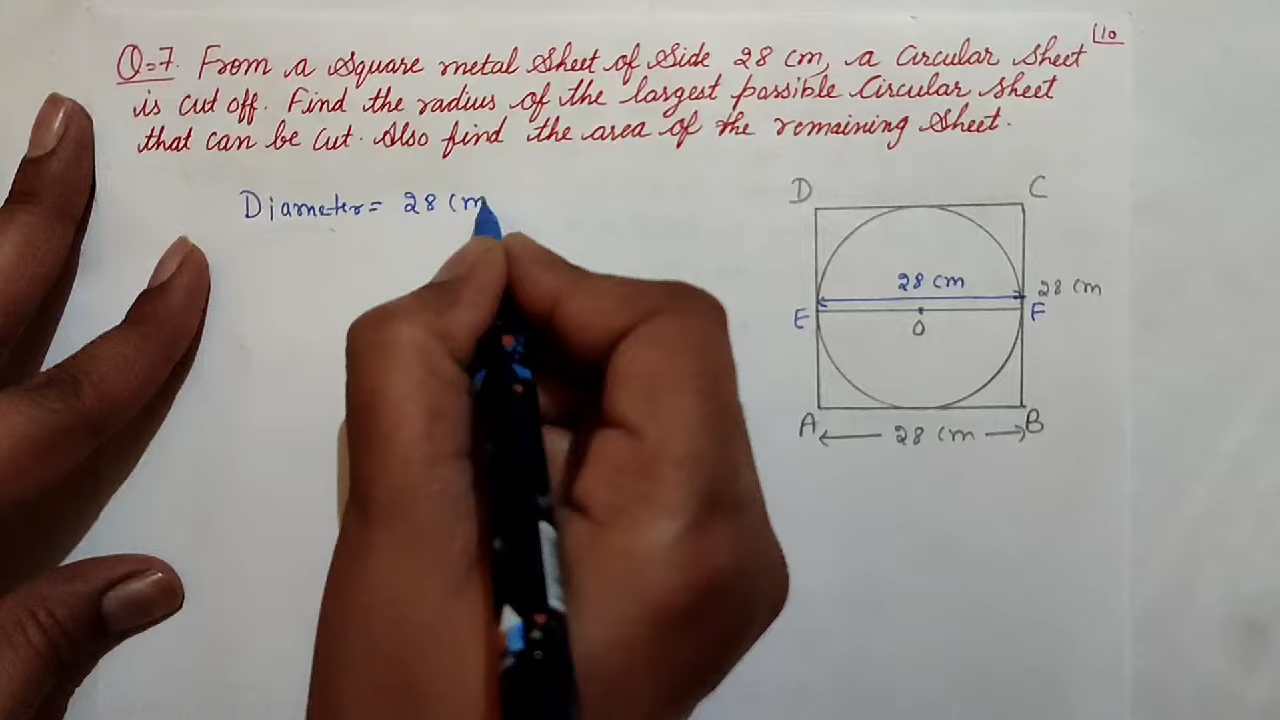 Q=7. From a square metal sheet of side 28 cm, a circular sheet
is cut off. Find the radius of the largest possible circular sheet
that can be cut. Also find the area of the remaining sheet.
10
Diameter = 28 cm
D
C
28 cm
28 cm
E
O
F
A
28 cm
B